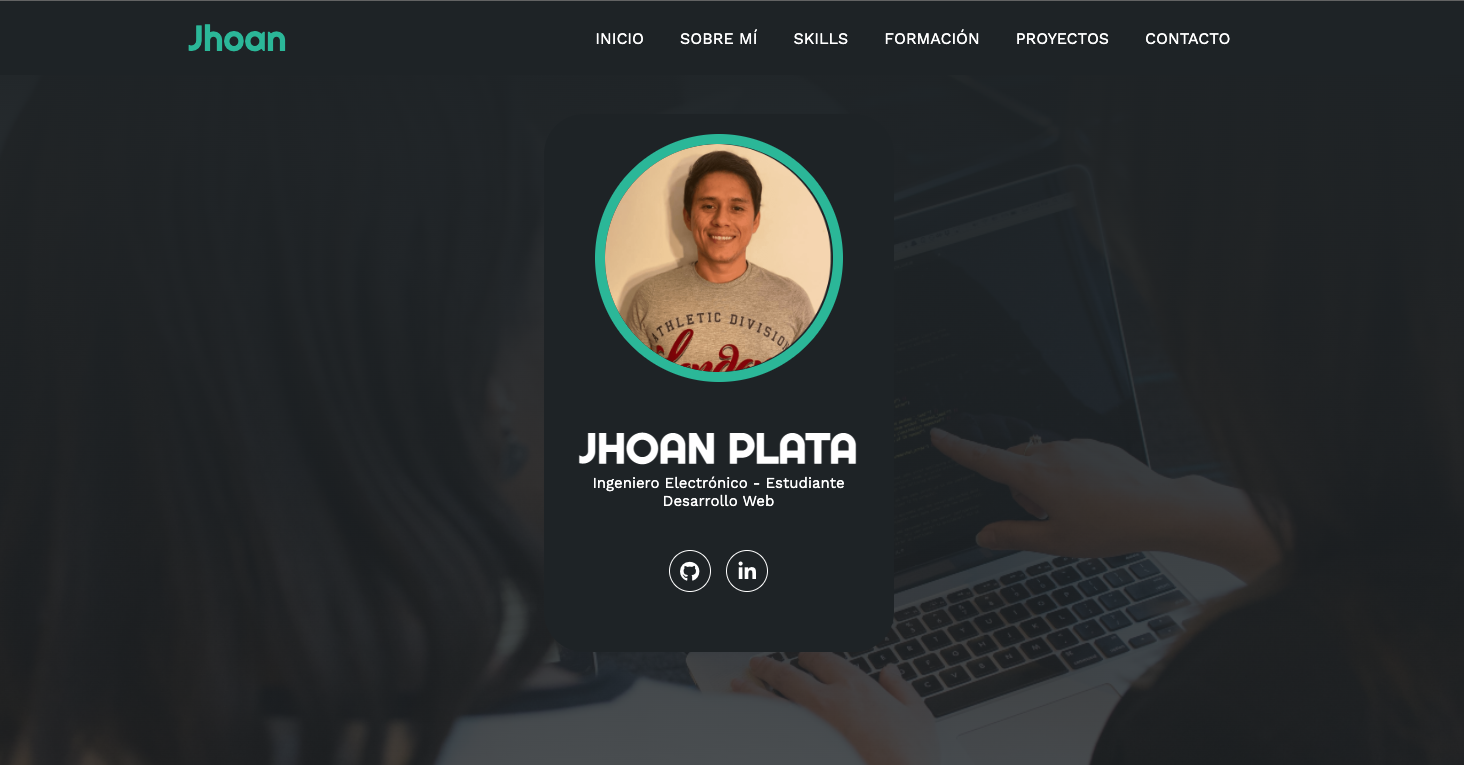 Jhoan
INICIO SOBRE MÍ SKILLS FORMACIÓN PROYECTOS CONTACTO
ATHLETIC DIVISION
JHOAN PLATA
Ingeniero Electrónico - Estudiante
Desarrollo Web
in